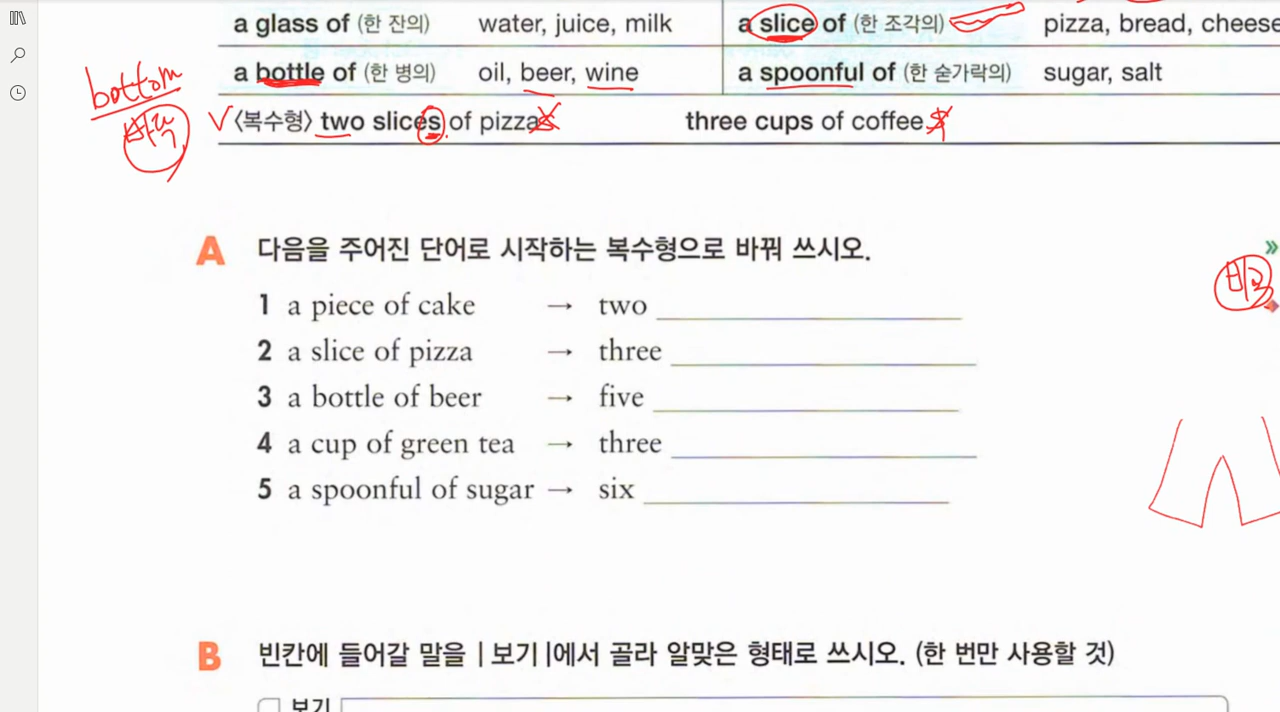 a glass of (한 잔의) water, juice, milk a slice of (한 조각의) pizza, bread, cheese
a bottle of (한 병의) oil, beer, wine a spoonful of (한 숟가락의) sugar, salt
bottom
바닥
〈복수형〉 two slices of pizza three cups of coffee
A 다음을 주어진 단어로 시작하는 복수형으로 바꿔 쓰시오.
1 a piece of cake → two
2 a slice of pizza → three
3 a bottle of beer → five
4 a cup of green tea → three
5 a spoonful of sugar → six
B 빈칸에 들어갈 말을 | 보기 |에서 골라 알맞은 형태로 쓰시오. (한 번만 사용할 것)
보기